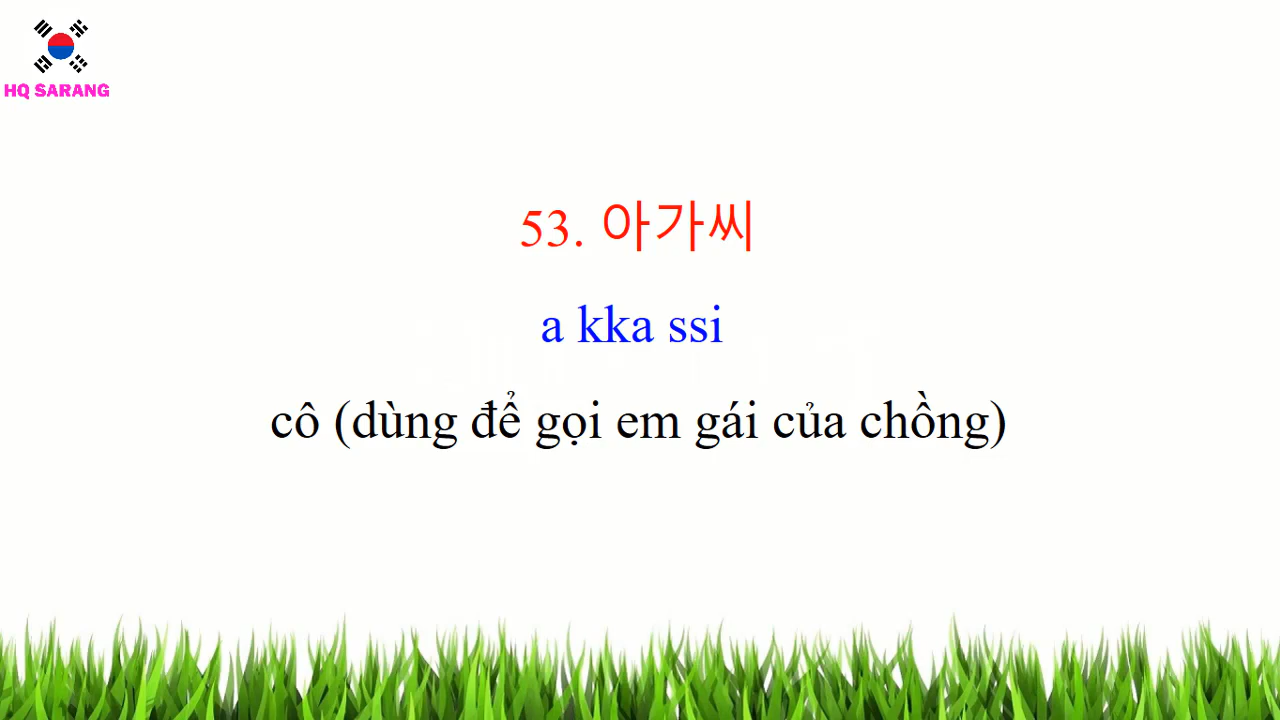 HQ SARANG
53. 아가씨
a kka ssi
cô (dùng để gọi em gái của chồng)